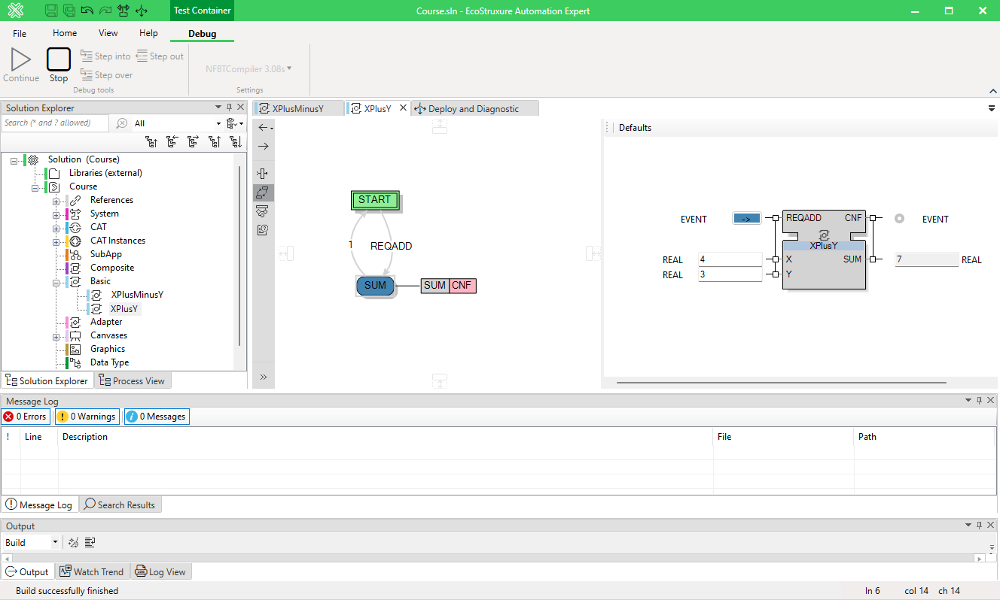 Test Container
Course.sln - EcoStruxure Automation Expert
File Home View Help Debug
Continue
Stop
Step into
Step out
Step over
Debug tools
NFBTCompiler 3.08s
Settings
Solution Explorer
Search (* and ? allowed)
All
Solution (Course)
Libraries (external)
Course
References
System
CAT
CAT Instances
SubApp
Composite
Basic
XPlusMinusY
XPlusY
Adapter
Canvases
Graphics
Data Type
Solution Explorer
Process View
XPlusMinusY
XPlusY
Deploy and Diagnostic
START
1
REQADD
SUM
SUM CNF
Defaults
EVENT -> REQADD CNF EVENT
XPlusY
REAL 4 X SUM 7 REAL
REAL 3 Y
Message Log
0 Errors
! 0 Warnings
i 0 Messages
! Line Description File Path
Message Log
Search Results
Output
Build
Output
Watch Trend
LOG Log View
Build successfully finished
ln 6 col 14 ch 14